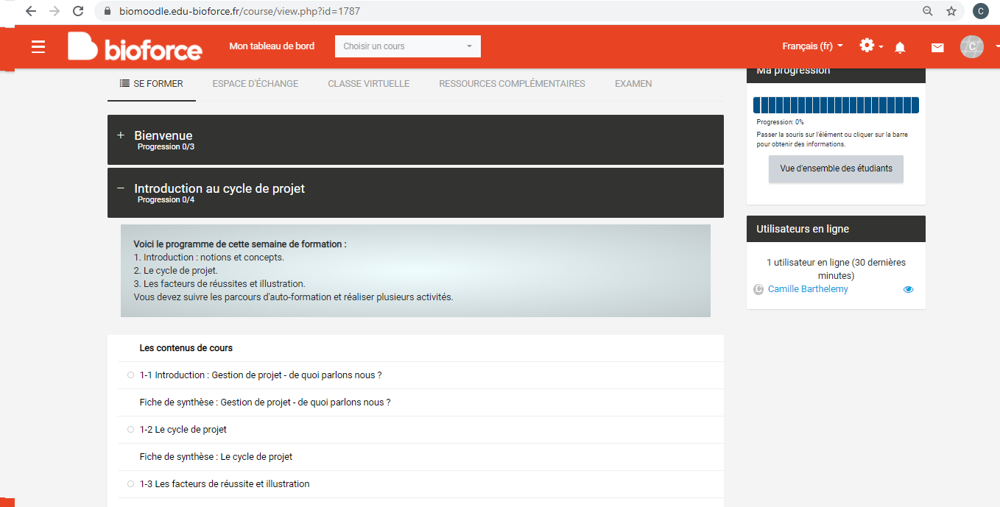 biomoodle.edu-bioforce.fr/course/view.php?id=1787
C
bioforce
Mon tableau de bord
Choisir un cours
Français (fr)
C
SE FORMER
ESPACE D'ÉCHANGE
CLASSE VIRTUELLE
RESSOURCES COMPLÉMENTAIRES
EXAMEN
+ Bienvenue
Progression 0/3
− Introduction au cycle de projet
Progression 0/4
Voici le programme de cette semaine de formation :
1. Introduction : notions et concepts.
2. Le cycle de projet.
3. Les facteurs de réussites et illustration.
Vous devez suivre les parcours d'auto-formation et réaliser plusieurs activités.
Les contenus de cours
1-1 Introduction : Gestion de projet - de quoi parlons nous ?
Fiche de synthèse : Gestion de projet - de quoi parlons nous ?
1-2 Le cycle de projet
Fiche de synthèse : Le cycle de projet
1-3 Les facteurs de réussite et illustration
Ma progression
Progression: 0%
Passer la souris sur l'élément ou cliquer sur la barre
pour obtenir des informations.
Vue d'ensemble des étudiants
Utilisateurs en ligne
1 utilisateur en ligne (30 dernières
minutes)
C Camille Barthelemy